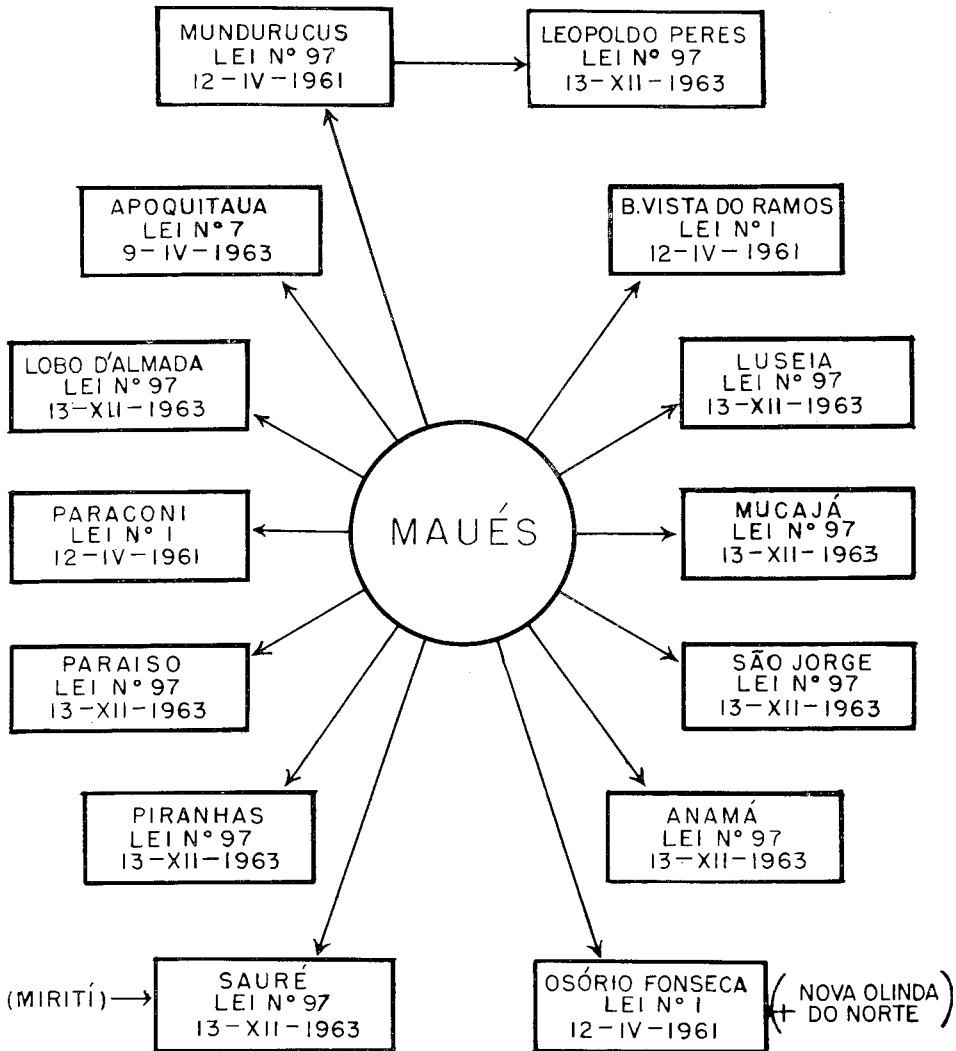 MUNDURUCUS
LEI Nº 97
12-IV-1961
LEOPOLDO PERES
LEI Nº 97
13-XII-1963
APOQUITAUA
LEI Nº 7
9-IV-1963
B.VISTA DO RAMOS
LEI Nº 1
12-IV-1961
LOBO D'ALMADA
LEI Nº 97
13-XII-1963
LUSEIA
LEI Nº 97
13-XII-1963
PARACONI
LEI Nº 1
12-IV-1961
MAUÉS
MUCAJÁ
LEI Nº 97
13-XII-1963
PARAISO
LEI Nº 97
13-XII-1963
SÃO JORGE
LEI Nº 97
13-XII-1963
PIRANHAS
LEI Nº 97
13-XII-1963
ANAMÁ
LEI Nº 97
13-XII-1963
(MIRITÍ)
SAURÉ
LEI Nº 97
13-XII-1963
OSÓRIO FONSECA
LEI Nº 1
12-IV-1961
(+ NOVA OLINDA
DO NORTE)